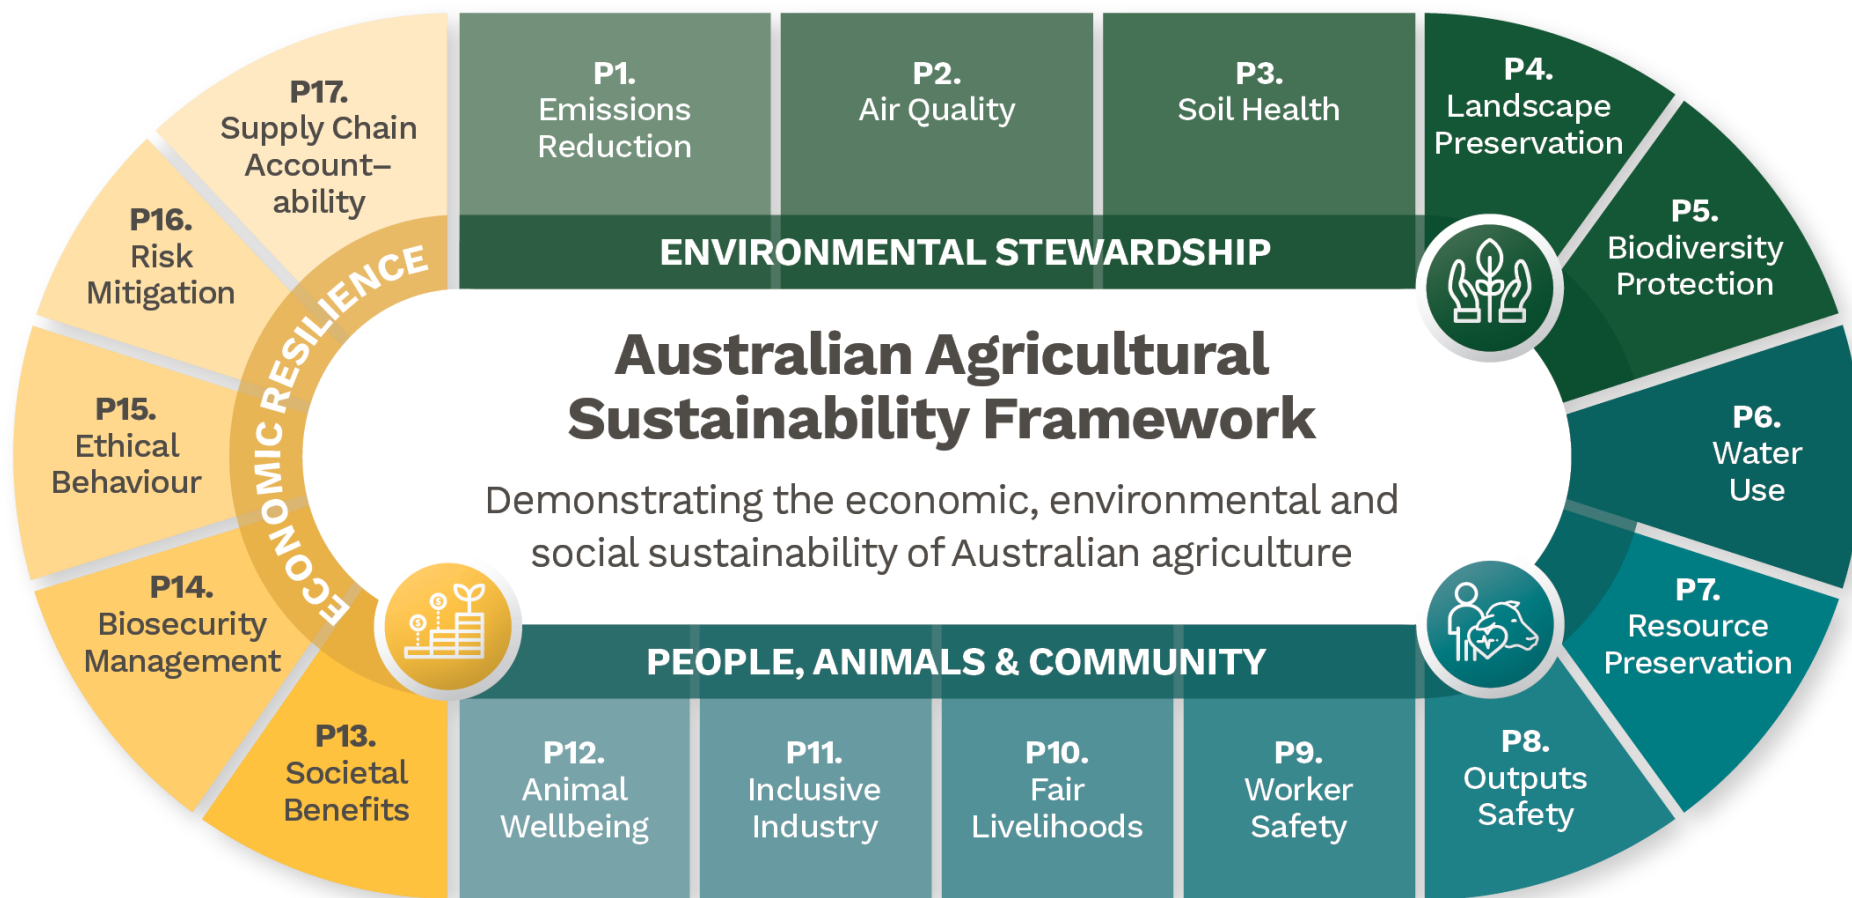 P1.
Emissions
Reduction
P2.
Air Quality
P3.
Soil Health
P4.
Landscape
Preservation
P5.
Biodiversity
Protection
P6.
Water
Use
P7.
Resource
Preservation
P8.
Outputs
Safety
P9.
Worker
Safety
P10.
Fair
Livelihoods
P11.
Inclusive
Industry
P12.
Animal
Wellbeing
P13.
Societal
Benefits
P14.
Biosecurity
Management
P15.
Ethical
Behaviour
P16.
Risk
Mitigation
P17.
Supply Chain
Account–
ability
ENVIRONMENTAL STEWARDSHIP
ECONOMIC RESILIENCE
Australian Agricultural
Sustainability Framework
Demonstrating the economic, environmental and
social sustainability of Australian agriculture
$
$
PEOPLE, ANIMALS & COMMUNITY